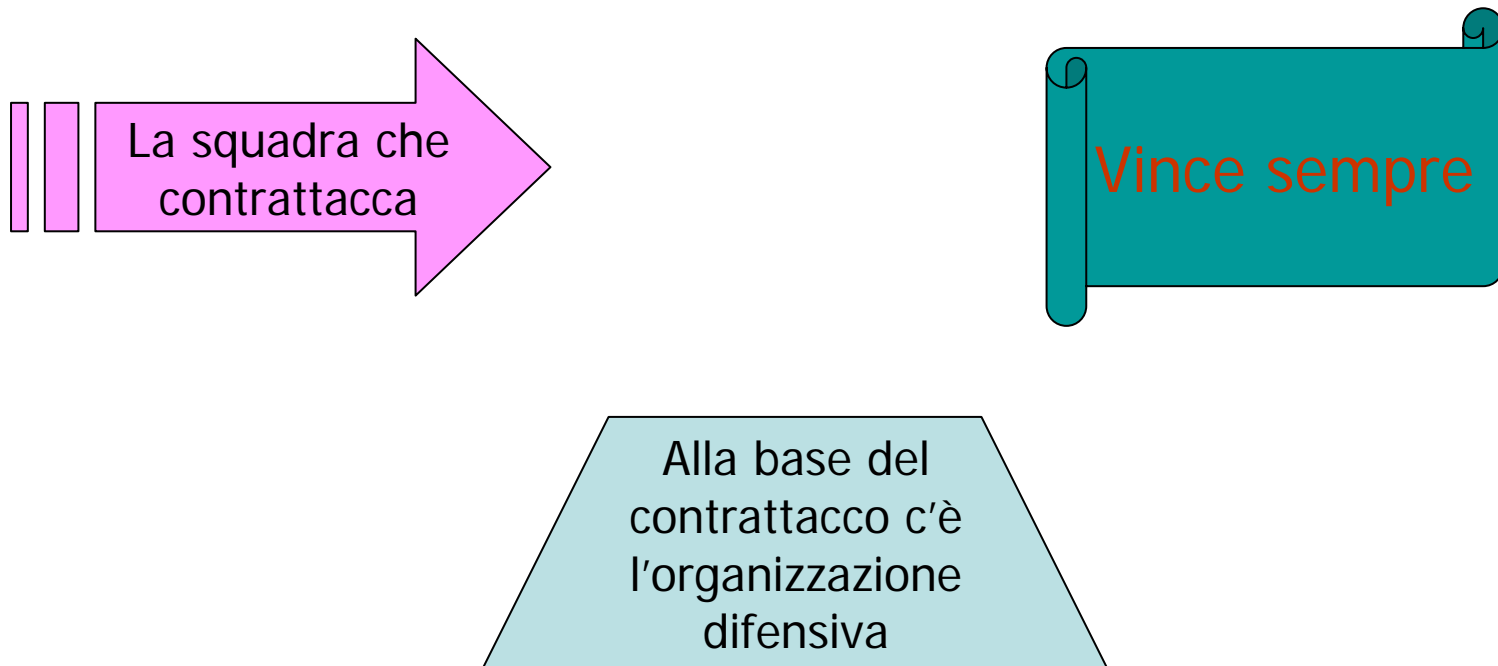 La squadra che
contrattacca
Vince sempre
Alla base del
contrattacco c'è
l'organizzazione
difensiva